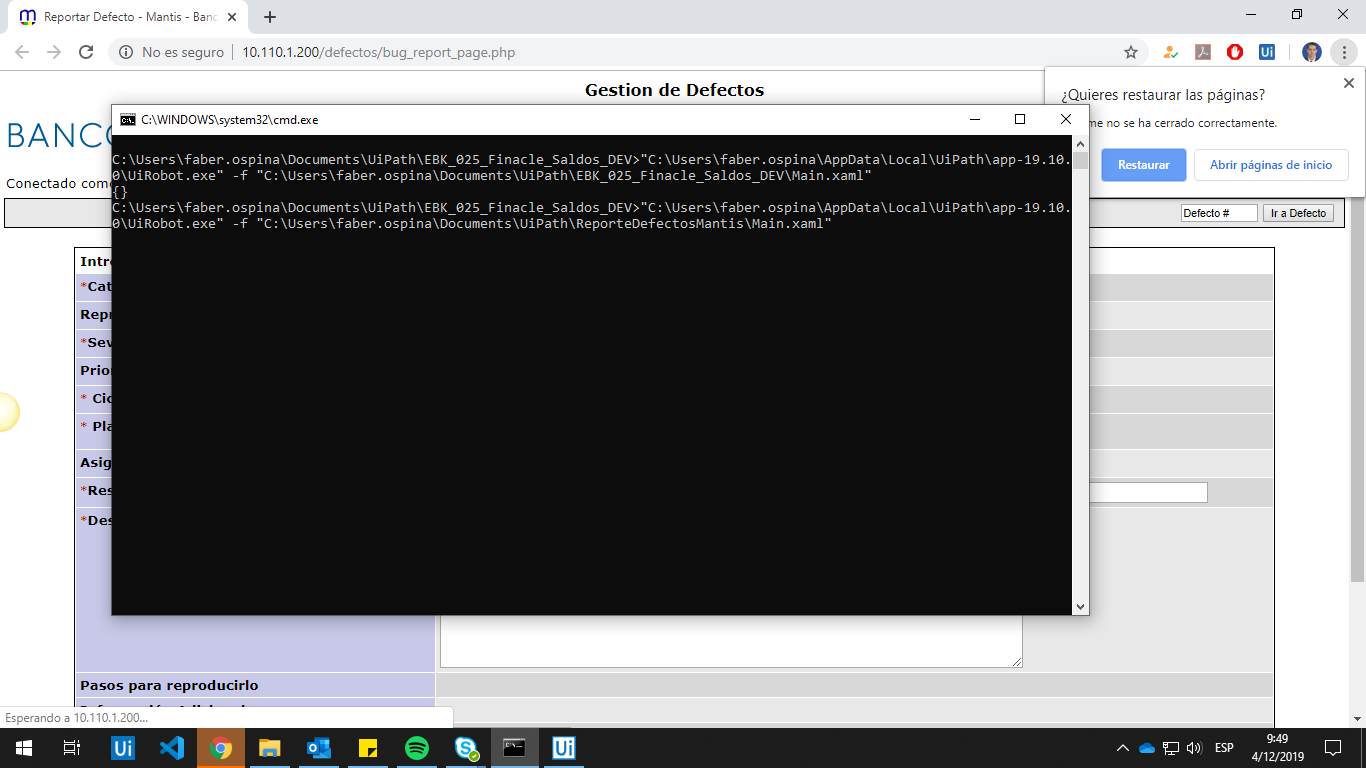 Reportar Defecto - Mantis - Banc
No es seguro
10.110.1.200/defectos/bug_report_page.php
Ui
Gestion de Defectos
¿Quieres restaurar las páginas?
me no se ha cerrado correctamente.
Restaurar
Abrir páginas de inicio
BANCO
Conectado como
Defecto #
Ir a Defecto
C:\WINDOWS\system32\cmd.exe
C:\Users\faber.ospina\Documents\UiPath\EBK_025_Finacle_Saldos_DEV>"C:\Users\faber.ospina\AppData\Local\UiPath\app-19.10.
0\UiRobot.exe" -f "C:\Users\faber.ospina\Documents\UiPath\EBK_025_Finacle_Saldos_DEV\Main.xaml"
{}
C:\Users\faber.ospina\Documents\UiPath\EBK_025_Finacle_Saldos_DEV>"C:\Users\faber.ospina\AppData\Local\UiPath\app-19.10.
0\UiRobot.exe" -f "C:\Users\faber.ospina\Documents\UiPath\ReporteDefectosMantis\Main.xaml"
Intr
*Cat
Repr
*Sev
Prio
* Cic
* Pla
Asig
*Res
*Des
Pasos para reproducirlo
Esperando a 10.110.1.200...
Ui
Ui
ESP
9:49
4/12/2019